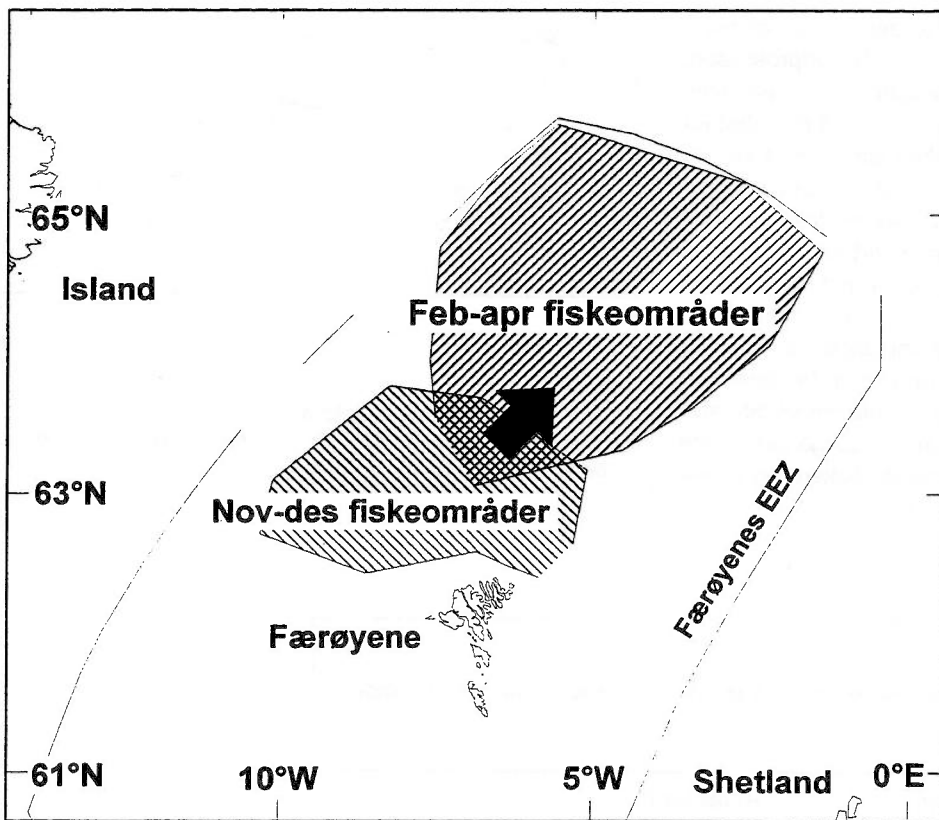 65°N
Island
Feb-apr fiskeområder
63°N
Nov-des fiskeområder
Færøyenes EEZ
Færøyene
61°N
10°W
5°W
Shetland
0°E